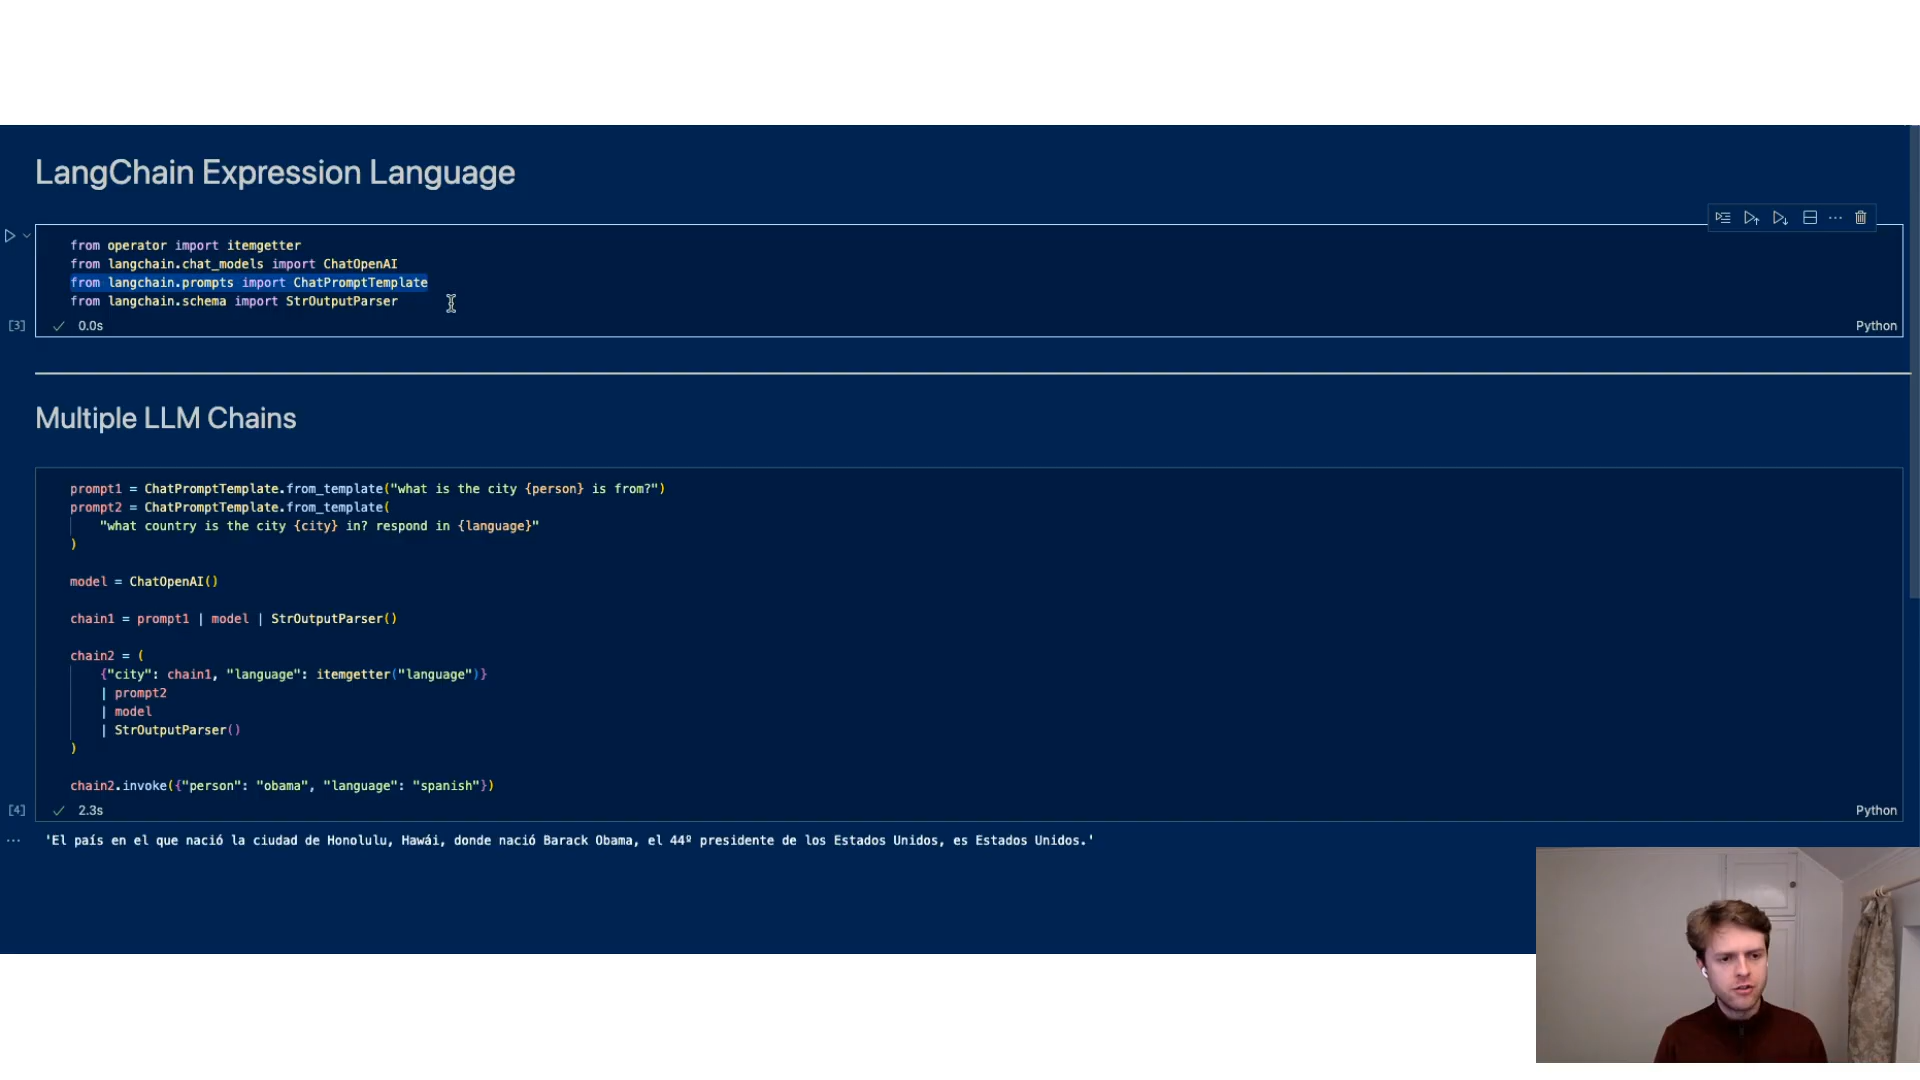 LangChain Expression Language
from operator import itemgetter
from langchain.chat_models import ChatOpenAI
from langchain.prompts import ChatPromptTemplate
from langchain.schema import StrOutputParser
[3]
0.0s
Python
Multiple LLM Chains
prompt1 = ChatPromptTemplate.from_template("what is the city {person} is from?")
prompt2 = ChatPromptTemplate.from_template(
"what country is the city {city} in? respond in {language}"
)
model = ChatOpenAI()
chain1 = prompt1 | model | StrOutputParser()
chain2 = (
{"city": chain1, "language": itemgetter("language")}
| prompt2
| model
| StrOutputParser()
)
chain2.invoke({"person": "obama", "language": "spanish"})
[4]
2.3s
Python
'El país en el que nació la ciudad de Honolulu, Hawái, donde nació Barack Obama, el 44º presidente de los Estados Unidos, es Estados Unidos.'